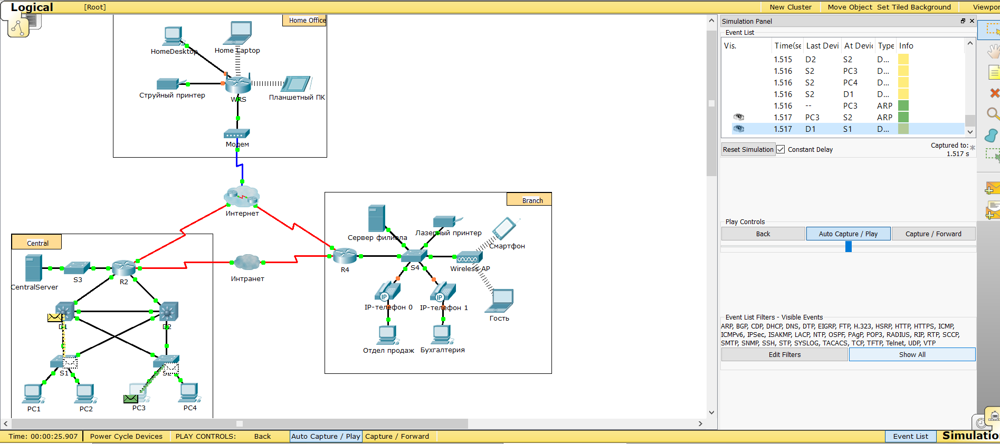 Logical
[Root]
New Cluster
Move Object
Set Tiled Background
Viewpor
Home Office
HomeDesktop
Home Laptop
Струйный принтер
WRS
Планшетный ПК
Модем
Интернет
Branch
Сервер филиала
Лазерный принтер
Смартфон
Central
CentralServer
S3
R2
Интранет
R4
S4
Wireless AP
IP
IP
IP-телефон 0
IP-телефон 1
Гость
D1
D2
Отдел продаж
Бухгалтерия
S1
PC1
PC2
PC3
PC4
Simulation Panel
Event List
Vis.
Time(se
Last Devi
At Devic
Type
Info
1.515 D2 S2 D...
1.516 S2 PC3 D...
1.516 S2 PC4 D...
1.516 S2 D1 D...
1.516 -- PC3 ARP
1.517 PC3 S2 ARP
1.517 D1 S1 D...
Reset Simulation
Constant Delay
Captured to: *
1.517 s
Play Controls
Back
Auto Capture / Play
Capture / Forward
Event List Filters - Visible Events
ARP, BGP, CDP, DHCP, DNS, DTP, EIGRP, FTP, H.323, HSRP, HTTP, HTTPS, ICMP,
ICMPv6, IPSec, ISAKMP, LACP, NTP, OSPF, PAgP, POP3, RADIUS, RIP, RTP, SCCP,
SMTP, SNMP, SSH, STP, SYSLOG, TACACS, TCP, TFTP, Telnet, UDP, VTP
Edit Filters
Show All
Time: 00:00:25.907
Power Cycle Devices
PLAY CONTROLS:
Back
Auto Capture / Play
Capture / Forward
Event List
Simulatio